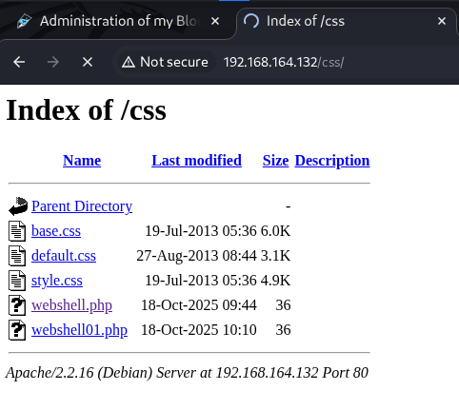 Administration of my Blo
Index of /css
Not secure 192.168.164.132/css/
Index of /css
Name Last modified Size Description
Parent Directory -
base.css 19-Jul-2013 05:36 6.0K
default.css 27-Aug-2013 08:44 3.1K
style.css 19-Jul-2013 05:36 4.9K
webshell.php 18-Oct-2025 09:44 36
webshell01.php 18-Oct-2025 10:10 36
Apache/2.2.16 (Debian) Server at 192.168.164.132 Port 80